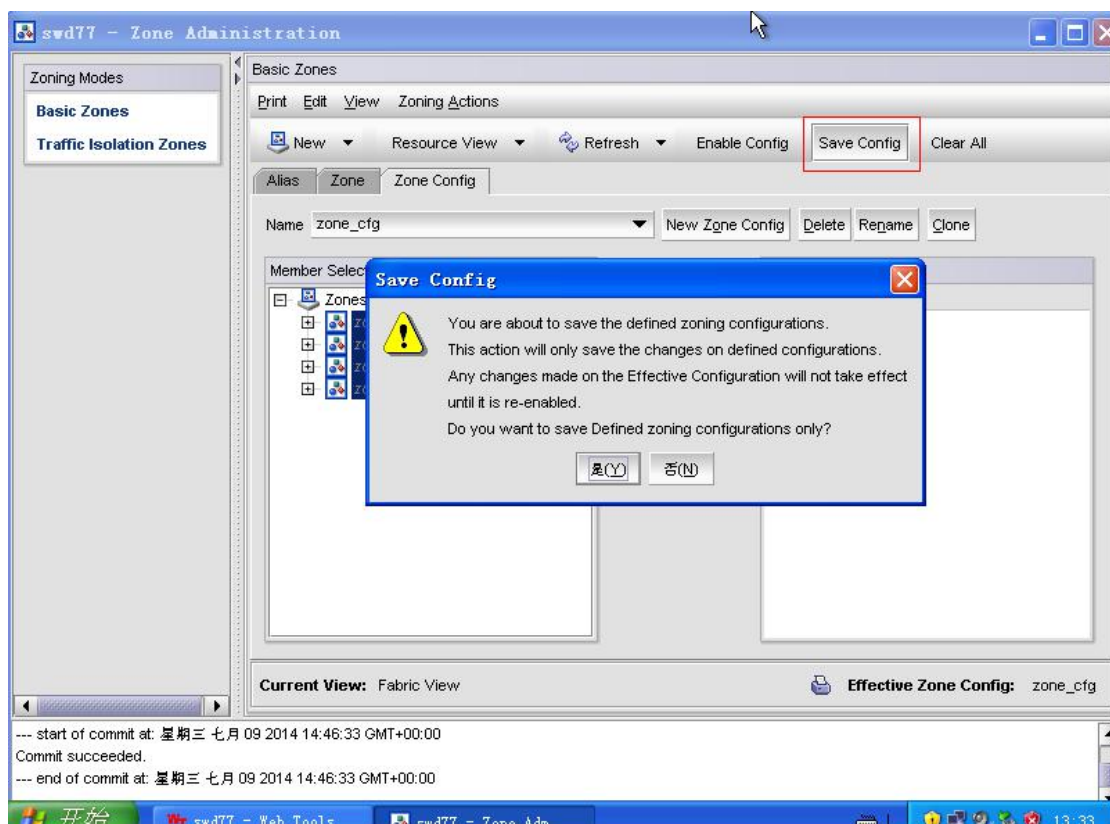 swd77 - Zone Administration
Zoning Modes
Basic Zones
Traffic Isolation Zones
Basic Zones
Print Edit View Zoning Actions
New Resource View Refresh Enable Config Save Config Clear All
Alias Zone Zone Config
Name zone_cfg New Zone Config Delete Rename Clone
Member Selec
Zones
Save Config
You are about to save the defined zoning configurations.
This action will only save the changes on defined configurations.
Any changes made on the Effective Configuration will not take effect
until it is re-enabled.
Do you want to save Defined zoning configurations only?
是(Y) 否(N)
Current View: Fabric View Effective Zone Config: zone_cfg
--- start of commit at: 星期三 七月 09 2014 14:46:33 GMT+00:00
Commit succeeded.
--- end of commit at: 星期三 七月 09 2014 14:46:33 GMT+00:00
开始 swd77 - Web Tools swd77 - Zone Adm... 13:33